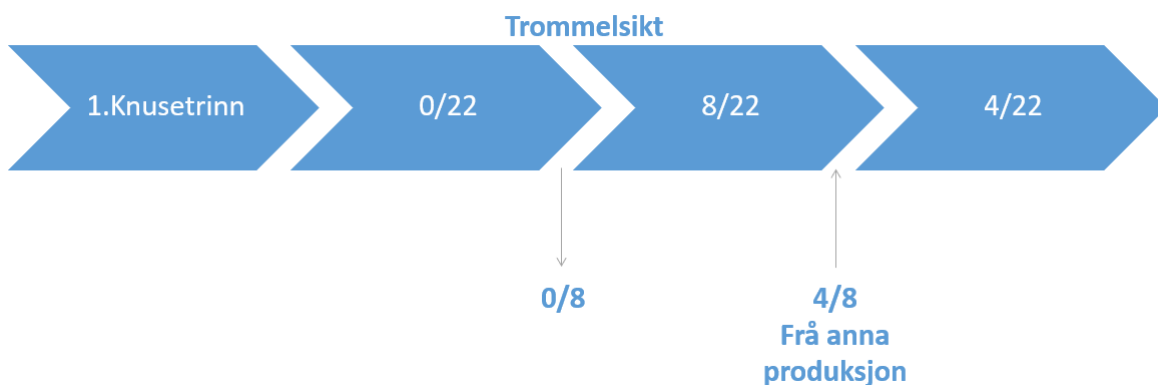 Trommelsikt
1.Knusetrinn
0/22
8/22
4/22
0/8
4/8
Frå anna
produksjon